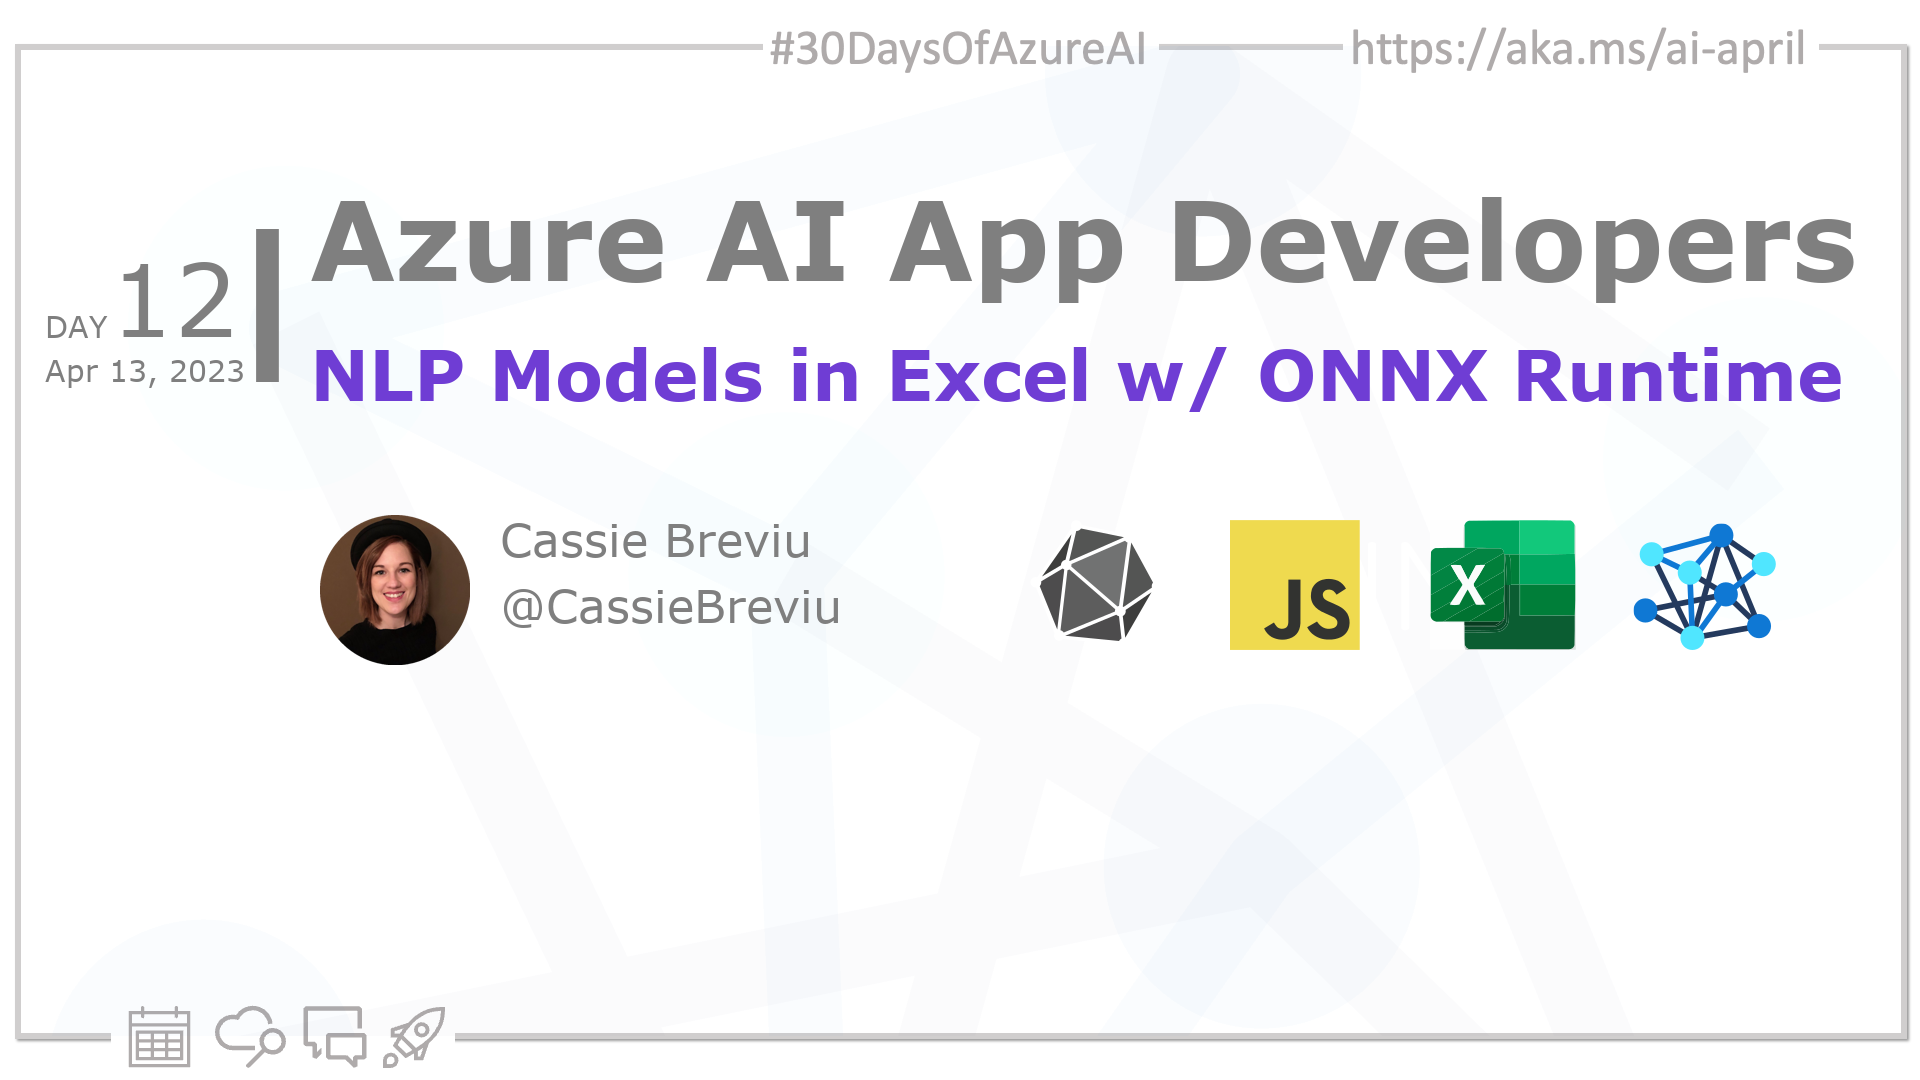 #30DaysOfAzureAI
https://aka.ms/ai-april
Azure AI App Developers
DAY 12
Apr 13, 2023
NLP Models in Excel w/ ONNX Runtime
Cassie Breviu
@CassieBreviu
JS
X